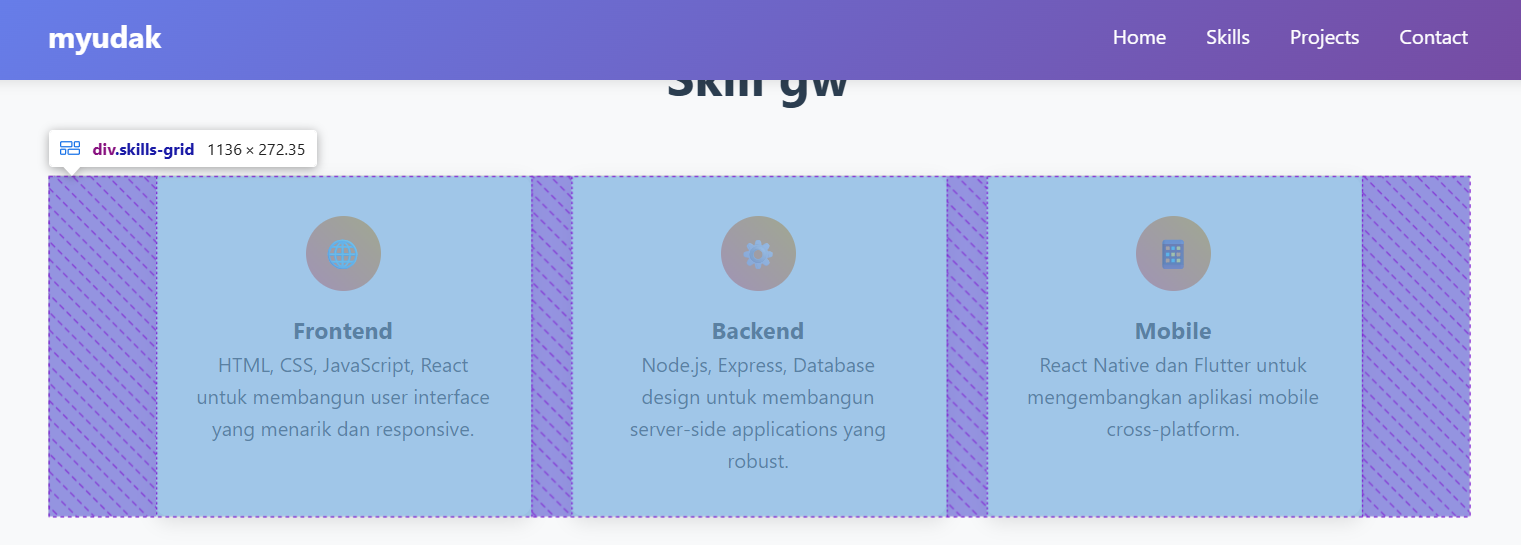 myudak
Home Skills Projects Contact
Skill gw
div.skills-grid 1136 × 272.35
Frontend
HTML, CSS, JavaScript, React
untuk membangun user interface
yang menarik dan responsive.
Backend
Node.js, Express, Database
design untuk membangun
server-side applications yang
robust.
Mobile
React Native dan Flutter untuk
mengembangkan aplikasi mobile
cross-platform.